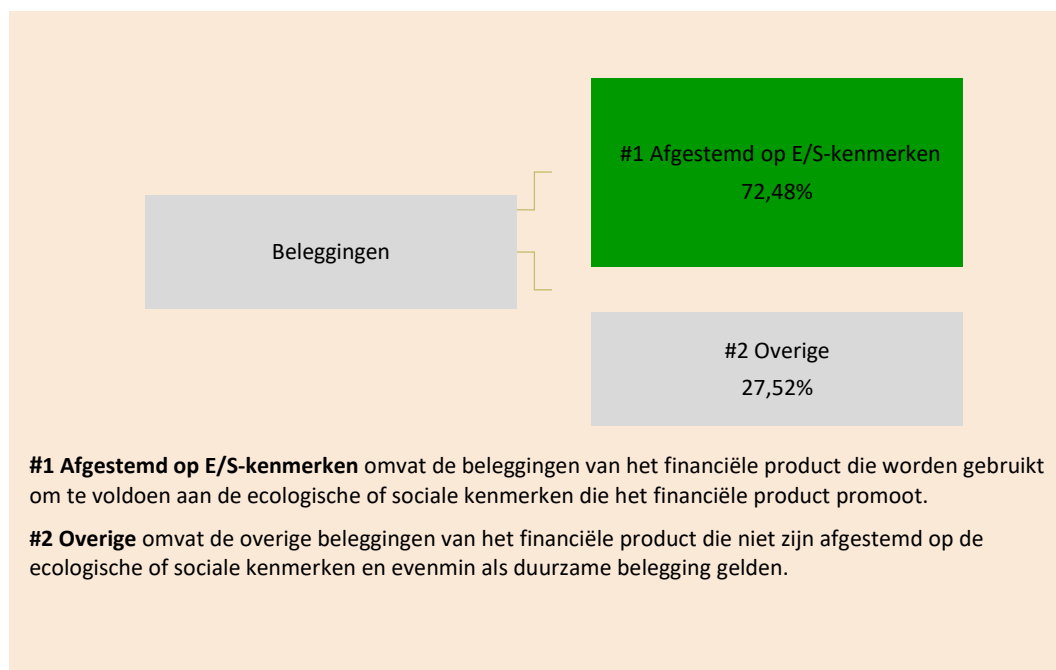 #1 Afgestemd op E/S-kenmerken
72,48%
Beleggingen
#2 Overige
27,52%
#1 Afgestemd op E/S-kenmerken omvat de beleggingen van het financiële product die worden gebruikt
om te voldoen aan de ecologische of sociale kenmerken die het financiële product promoot.
#2 Overige omvat de overige beleggingen van het financiële product die niet zijn afgestemd op de
ecologische of sociale kenmerken en evenmin als duurzame belegging gelden.